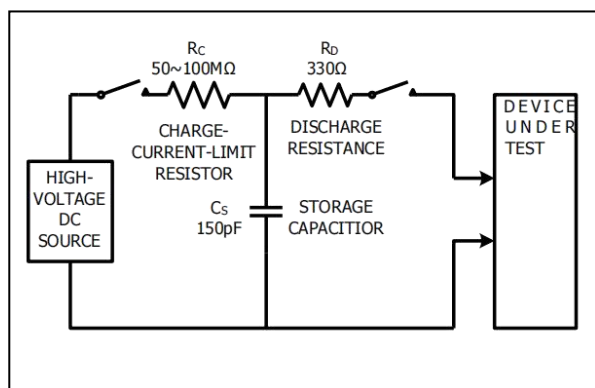 RC
50~100MΩ
RD
330Ω
CHARGE-
CURRENT-LIMIT
RESISTOR
DISCHARGE
RESISTANCE
DEVICE
UNDER
TEST
HIGH-
VOLTAGE
DC
SOURCE
CS
150pF
STORAGE
CAPACITIOR